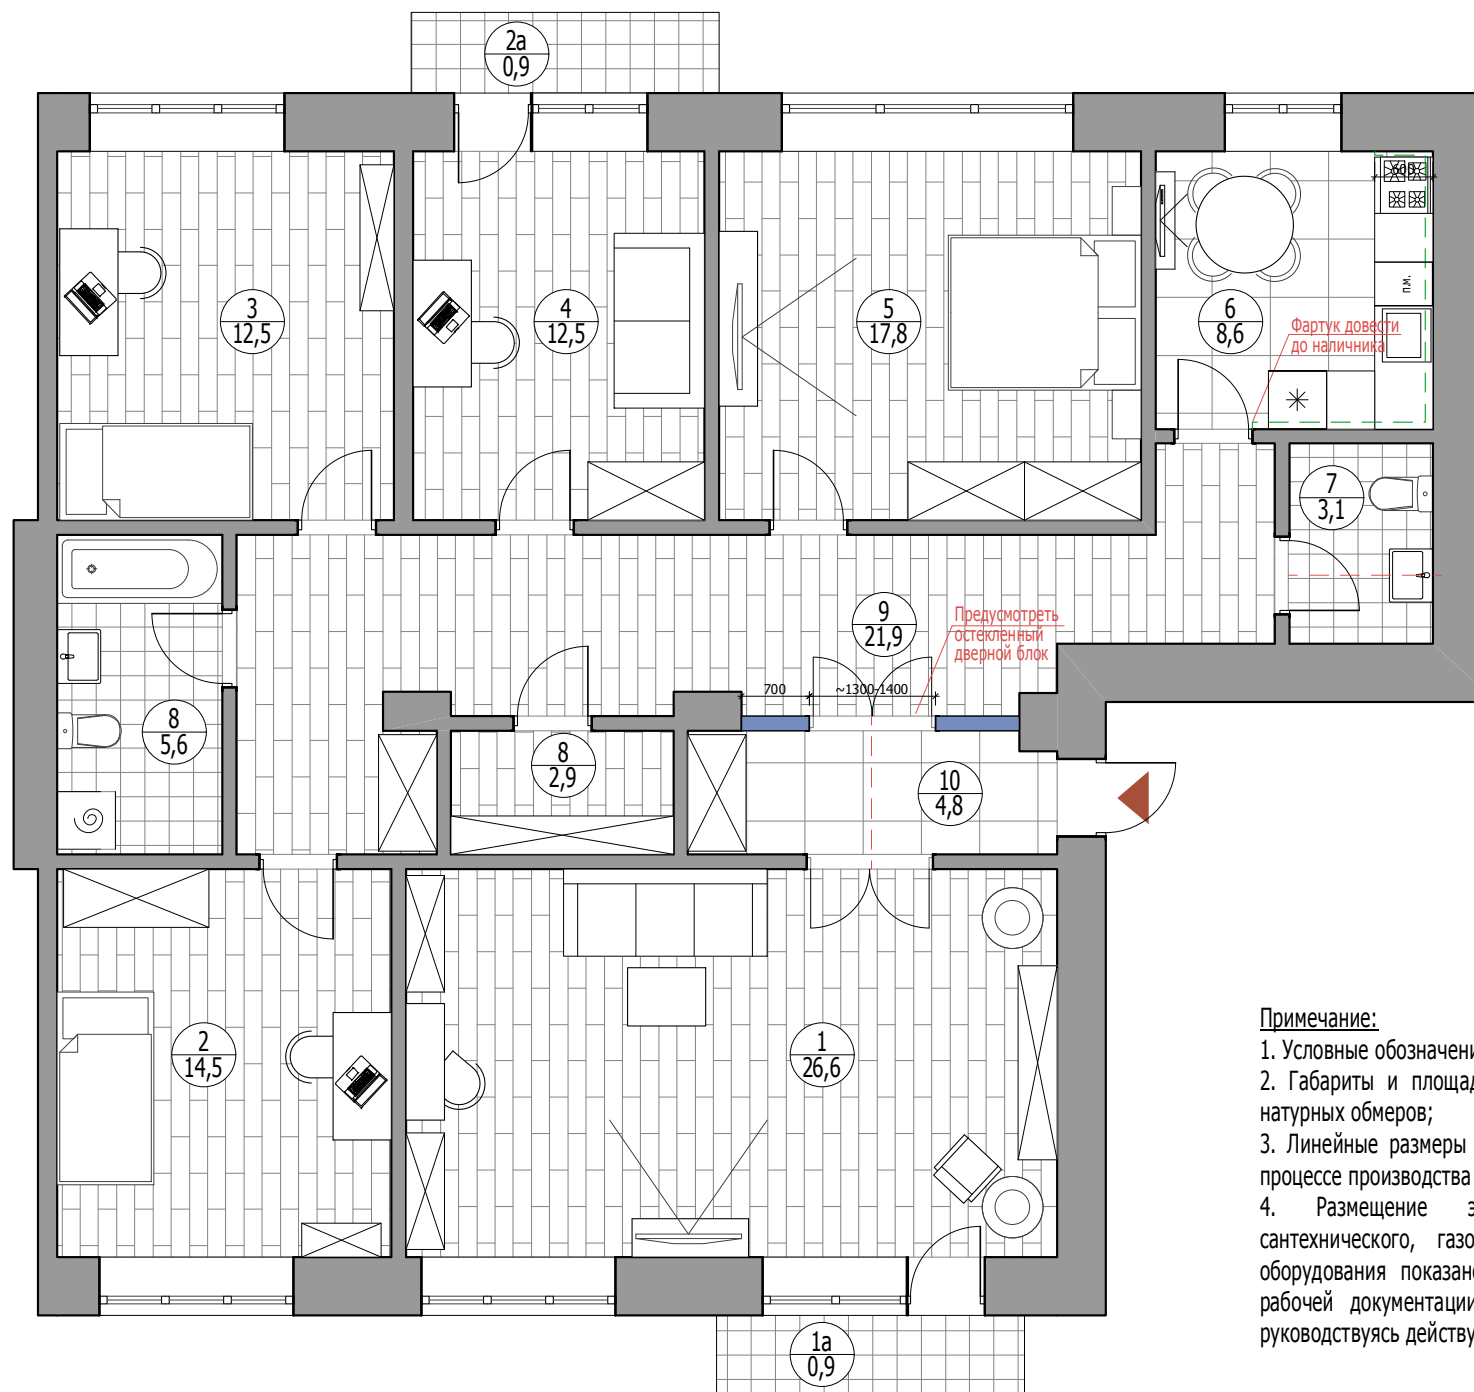 2а
0,9
600
3
12,5
4
12,5
5
17,8
6
8,6
п.м.
Фартук довести
до наличника
7
3,1
9
21,9
Предусмотреть
остекленный
дверной блок
700
~1300-1400
8
5,6
8
2,9
10
4,8
2
14,5
1
26,6
1а
0,9
Примечание:
1. Условные обозначени
2. Габариты и площад
натурных обмеров;
3. Линейные размеры
процессе производства
4. Размещение э
сантехнического, газо
оборудования показано
рабочей документации
руководствуясь действу